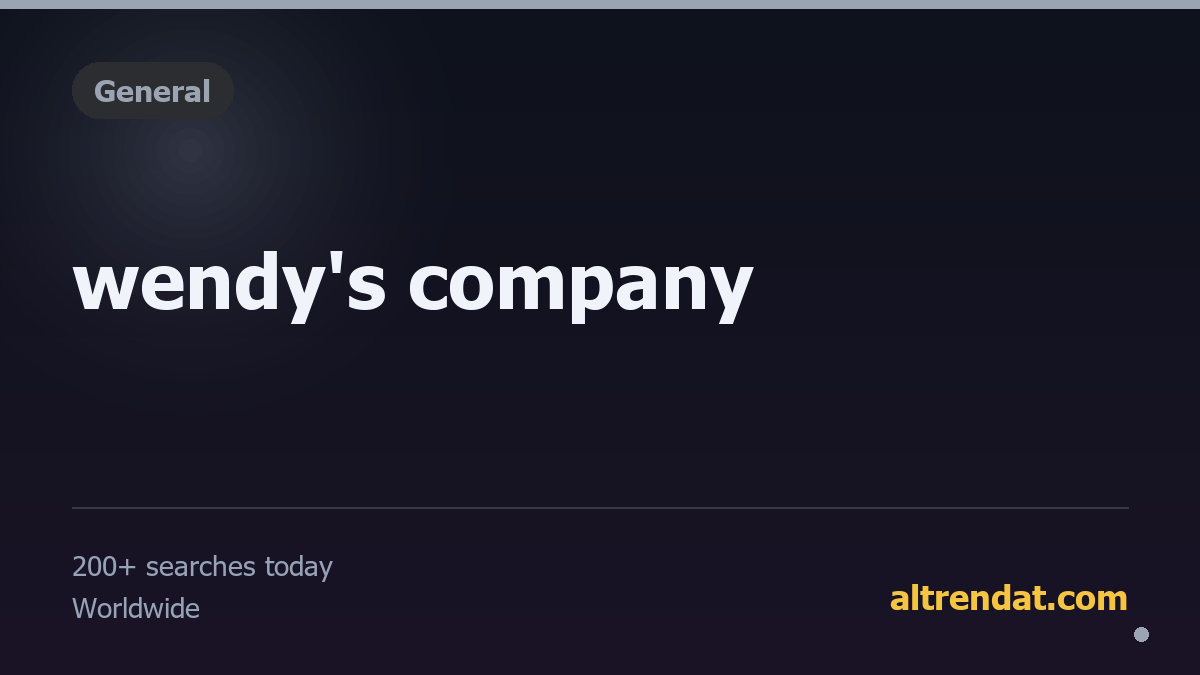 General
wendy's company
200+ searches today
Worldwide
altrendat.com